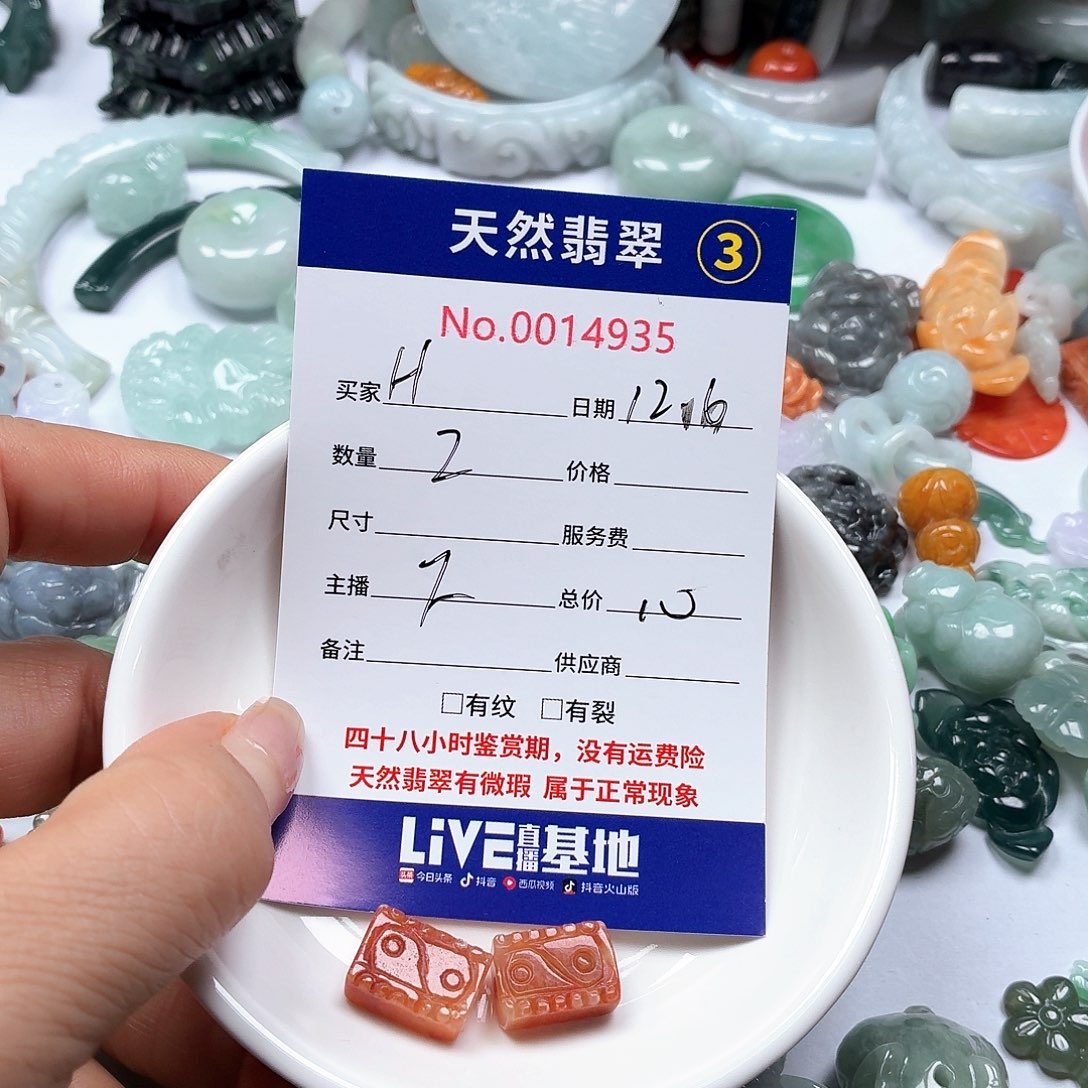 天然翡翠 3
No.0014935
买家 H 日期 12.16
数量 2 价格
尺寸 服务费
主播 2 总价 10
备注 供应商
□有纹 □有裂
四十八小时鉴赏期，没有运费险
天然翡翠有微瑕 属于正常现象
LiVE直播基地
头条 今日头条 抖音 西瓜视频 抖音火山版